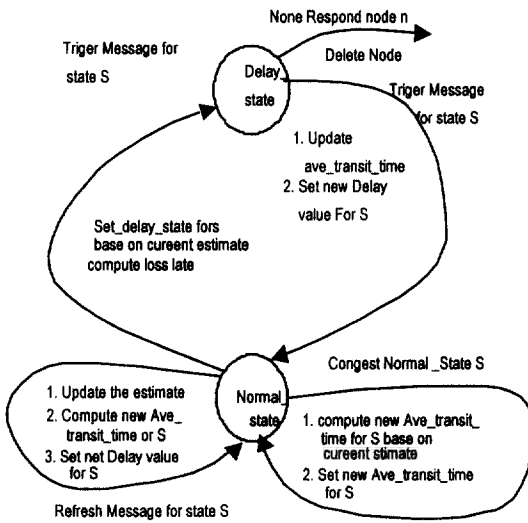 None Respond node n
Triger Message for
state S
Delay_
state
Delete Node
Triger Message
for state S
1. Update
ave_transit_time
2. Set new Delay
value For S
Set_delay_state fors
base on cureent estimate
compute loss late
Congest Normal _State S
1. Update the estimate
2. Compute new Ave_
transit_time or S
3. Set net Delay value
for S
Normal_
state
1. compute new Ave_transit_
time for S base on
cureent stimate
2. Set new Ave_transit_time
for S
Refresh Message for state S